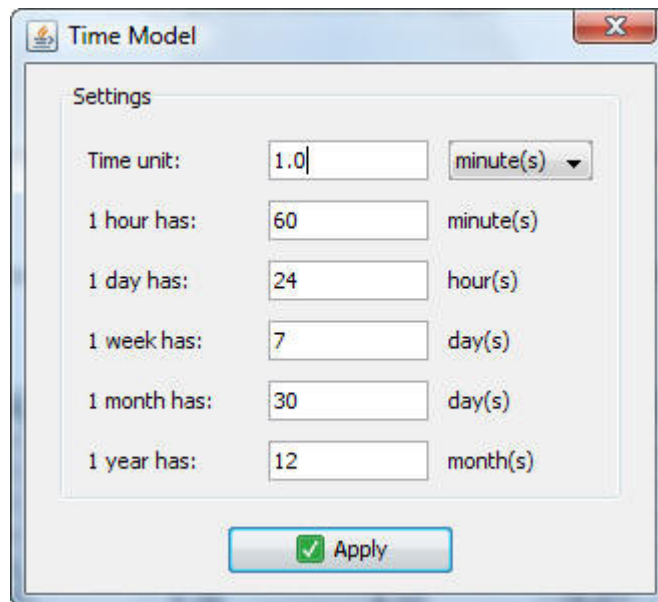 Time Model
Settings
Time unit: 1.0 minute(s)
1 hour has: 60 minute(s)
1 day has: 24 hour(s)
1 week has: 7 day(s)
1 month has: 30 day(s)
1 year has: 12 month(s)
Apply